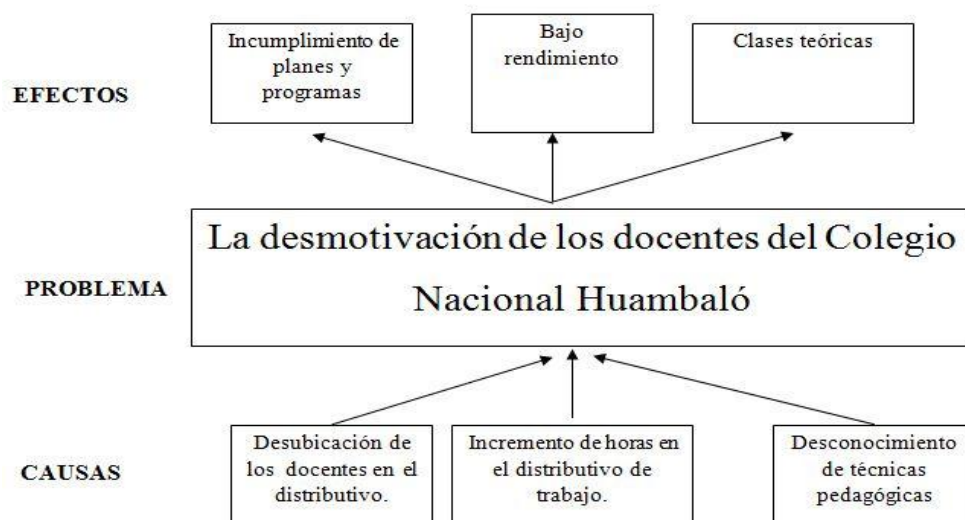 Incumplimiento de
planes y
programas
Bajo
rendimiento
Clases teóricas
EFECTOS
La desmotivación de los docentes del Colegio
Nacional Huambaló
PROBLEMA
Desubicación de
los docentes en el
distributivo.
Incremento de horas en
el distributivo de
trabajo.
Desconocimiento
de técnicas
pedagógicas
CAUSAS